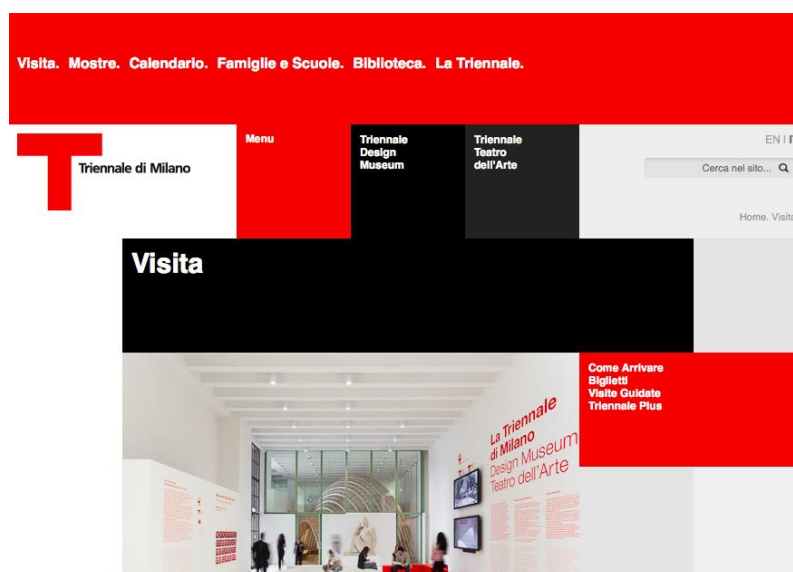 Visita. Mostre. Calendario. Famiglie e Scuole. Biblioteca. La Triennale.
Triennale di Milano
Menu
Triennale
Design
Museum
Triennale
Teatro
dell'Arte
EN I I
Cerca nel sito...
Home. Visita
Visita
Come Arrivare
Biglietti
Visite Guidate
Triennale Plus
La Triennale
di Milano
Design Museum
Teatro dell'Arte